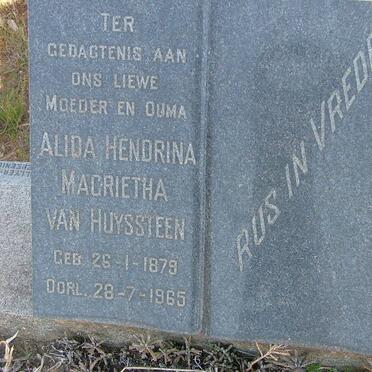 TER
GEDAGTENIS AAN
ONS LIEWE
MOEDER EN OUMA
ALIDA HENDRINA
MAGRIETHA
VAN HUYSSTEEN
GEB. 26-1-1879
OORL. 28-7-1965
RUS IN VREDE